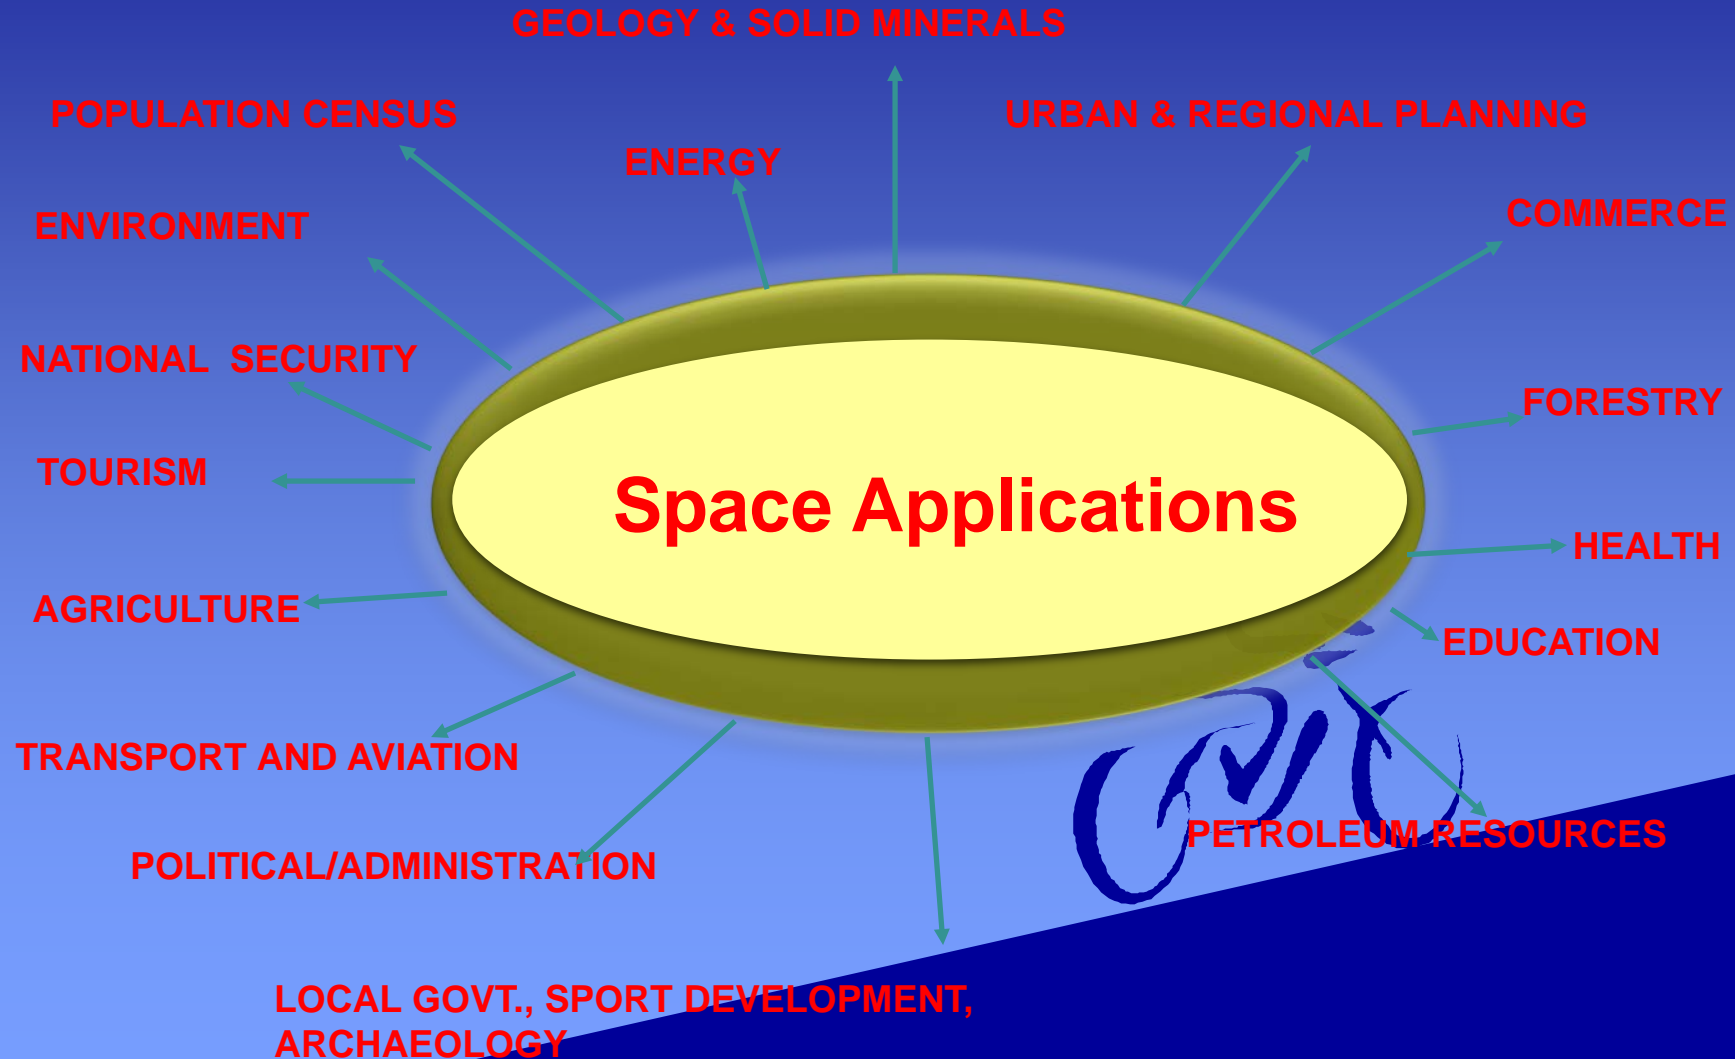 GEOLOGY & SOLID MINERALS
POPULATION CENSUS
URBAN & REGIONAL PLANNING
ENERGY
ENVIRONMENT
COMMERCE
NATIONAL  SECURITY
FORESTRY
TOURISM
Space Applications
HEALTH
AGRICULTURE
EDUCATION
TRANSPORT AND AVIATION
PETROLEUM RESOURCES
POLITICAL/ADMINISTRATION
LOCAL GOVT., SPORT DEVELOPMENT,
ARCHAEOLOGY